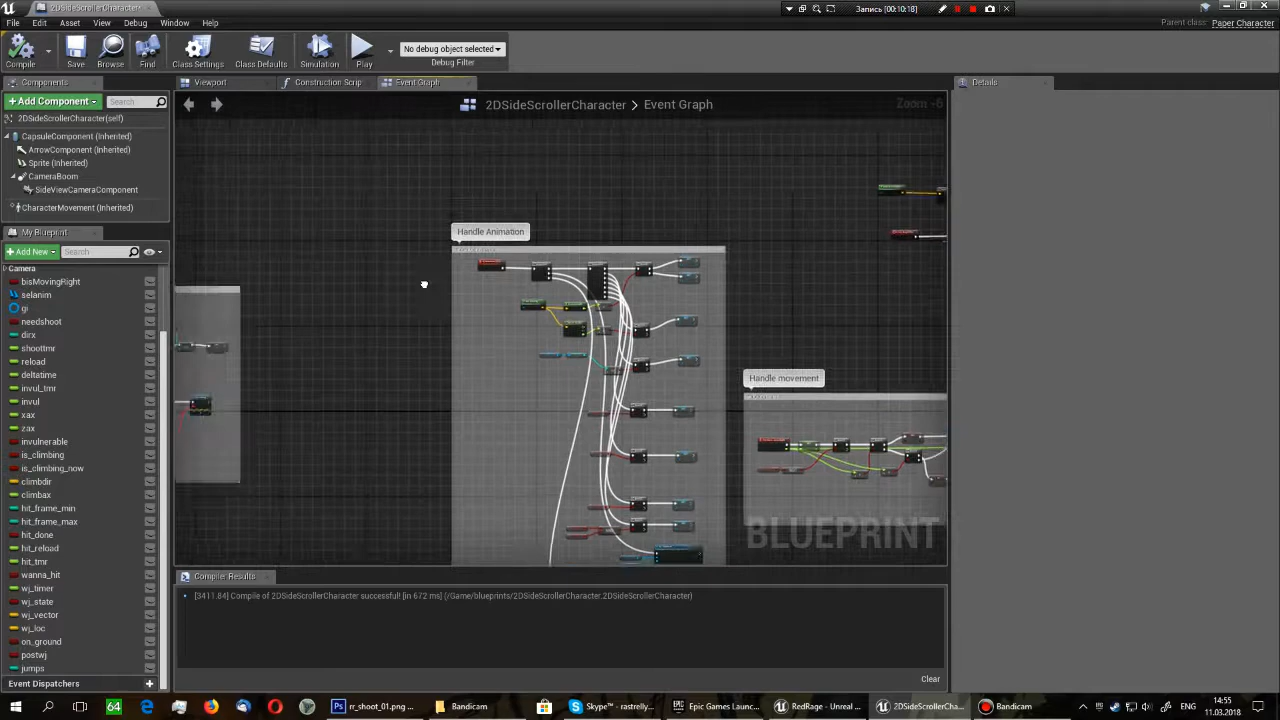 2DSideScrollerCharacter
Запись [00:10:18]
File Edit Asset View Debug Window Help
Parent class: Paper Character
Compile Save Browse Find Class Settings Class Defaults Simulation Play
No debug object selected
Debug Filter
Components
Viewport
Construction Scrip
Event Graph
Details
Add Component
Search
2DSideScrollerCharacter > Event Graph
Zoom -6
2DSideScrollerCharacter(self)
CapsuleComponent (Inherited)
ArrowComponent (Inherited)
Sprite (Inherited)
CameraBoom
SideViewCameraComponent
CharacterMovement (Inherited)
My Blueprint
Add New
Search
Camera
bisMovingRight
selanim
gi
needshoot
dirx
shoottmr
reload
deltatime
invul_tmr
invul
xax
zax
invulnerable
is_climbing
is_climbing_now
climbdir
climbax
hit_frame_min
hit_frame_max
hit_done
hit_reload
hit_tmr
wanna_hit
wj_timer
wj_state
wj_vector
wj_loc
on_ground
postwj
jumps
Event Dispatchers
Handle Animation
Handle movement
BLUEPRINT
Compiler Results
[3411.84] Compile of 2DSideScrollerCharacter successful! [in 672 ms] (/Game/blueprints/2DSideScrollerCharacter.2DSideScrollerCharacter)
Clear
64
rr_shoot_01.png ...
Bandicam
Skype™ - rastrelly...
Epic Games Launc...
RedRage - Unreal ...
2DSideScrollerCha...
Bandicam
14:55
11.03.2018